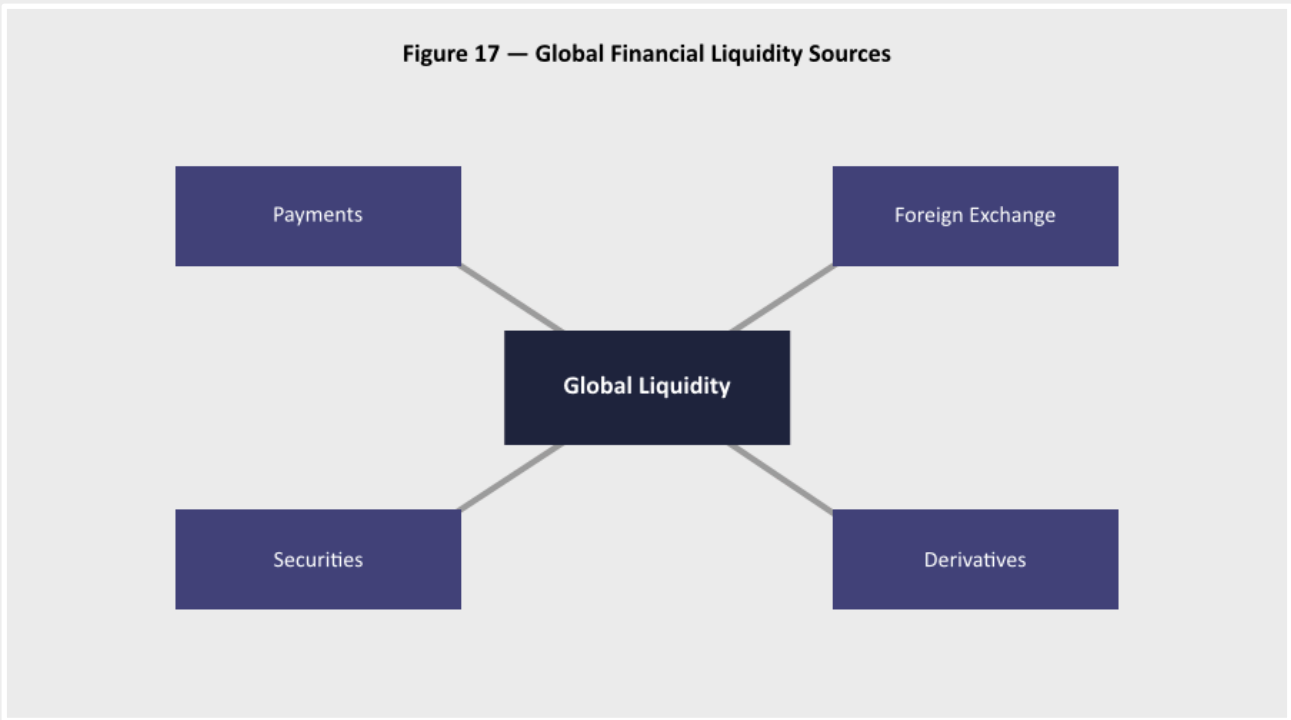 Figure 17 — Global Financial Liquidity Sources
Payments
Foreign Exchange
Global Liquidity
Securities
Derivatives